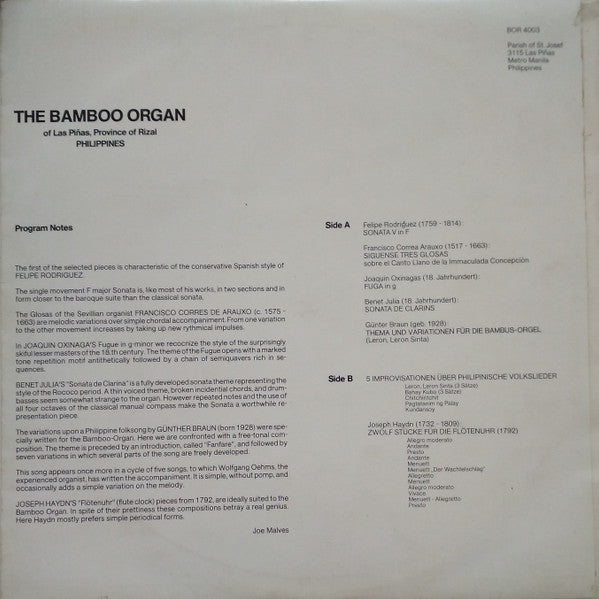 BOR 4003
Parish of St. Josef
3115 Las Piñas
Metro Manila
Philippines
THE BAMBOO ORGAN
of Las Piñas, Province of Rizal
PHILIPPINES
Program Notes
The first of the selected pieces is characteristic of the conservative Spanish style of
FELIPE RODRIGUEZ.
The single movement F major Sonata is, like most of his works, in two sections and in
form closer to the baroque suite than the classical sonata.
The Glosas of the Sevillian organist FRANCISCO CORRES DE ARAUXO (c. 1575 -
1663) are melodic variations over simple chordal accompaniment. From one variation
to the other movement increases by taking up new rythmical impulses.
In JOAQUIN OXINAGA'S Fugue in g-minor we recognize the style of the surprisingly
skilful lesser masters of the 18.th century. The theme of the Fugue opens with a marked
tone repetition motif antithetically followed by a chain of semiquavers rich in se-
quences.
BENET JULIA'S "Sonata de Clarina" is a fully developed sonata theme representing the
style of the Rococo period. A thin voiced theme, broken incidental chords, and drum-
basses seem somewhat strange to the organ. However repeated notes and the use of
all four octaves of the classical manual compass make the Sonata a worthwhile re-
presentation piece.
The variations upon a Philippine folksong by GÜNTHER BRAUN (born 1928) were spe-
cially written for the Bamboo-Organ. Here we are confronted with a free-tonal com-
position. The theme is preceded by an introduction, called "Fanfare", and followed by
seven variations in which several parts of the song are freely developed.
This song appears once more in a cycle of five songs, to which Wolfgang Oehms, the
experienced organist, has written the accompaniment. It is simple, without pomp, and
occasionally adds a simple variation on the melody.
JOSEPH HAYDN'S "Flötenuhr" (flute clock) pieces from 1792, are ideally suited to the
Bamboo Organ. In spite of their prettiness these compositions betray a real genius.
Here Haydn mostly prefers simple periodical forms.
Joe Malves
Side A
Felipe Rodriguez (1759 - 1814):
SONATA V in F
Francisco Correa Arauxo (1517 - 1663):
SIGUENSE TRES GLOSAS
sobre el Canto Llano de la Immaculada Concepción
Joaquin Oxinagas (18. Jahrhundert):
FUGA in g
Benet Julia (18. Jahrhundert):
SONATA DE CLARINS
Günter Braun (geb. 1928):
THEMA UND VARIATIONEN FÜR DIE BAMBUS-ORGEL
(Leron, Leron Sinta)
Side B
5 IMPROVISATIONEN ÜBER PHILIPINISCHE VOLKSLIEDER
Leron, Leron Sinta (3 Sätze)
Bahay Kubo (3 Sätze)
Chitchiritchit
Pagtatanim ng Palay
Kundansoy
Joseph Haydn (1732 - 1809):
ZWÖLF STÜCKE FÜR DIE FLÖTENUHR (1792)
Allegro moderato
Andante
Presto
Andante
Menuett
Menuett „Der Wachtelschlag"
Allegretto
Menuett
Allegro moderato
Vivace
Menuett - Allegretto
Presto